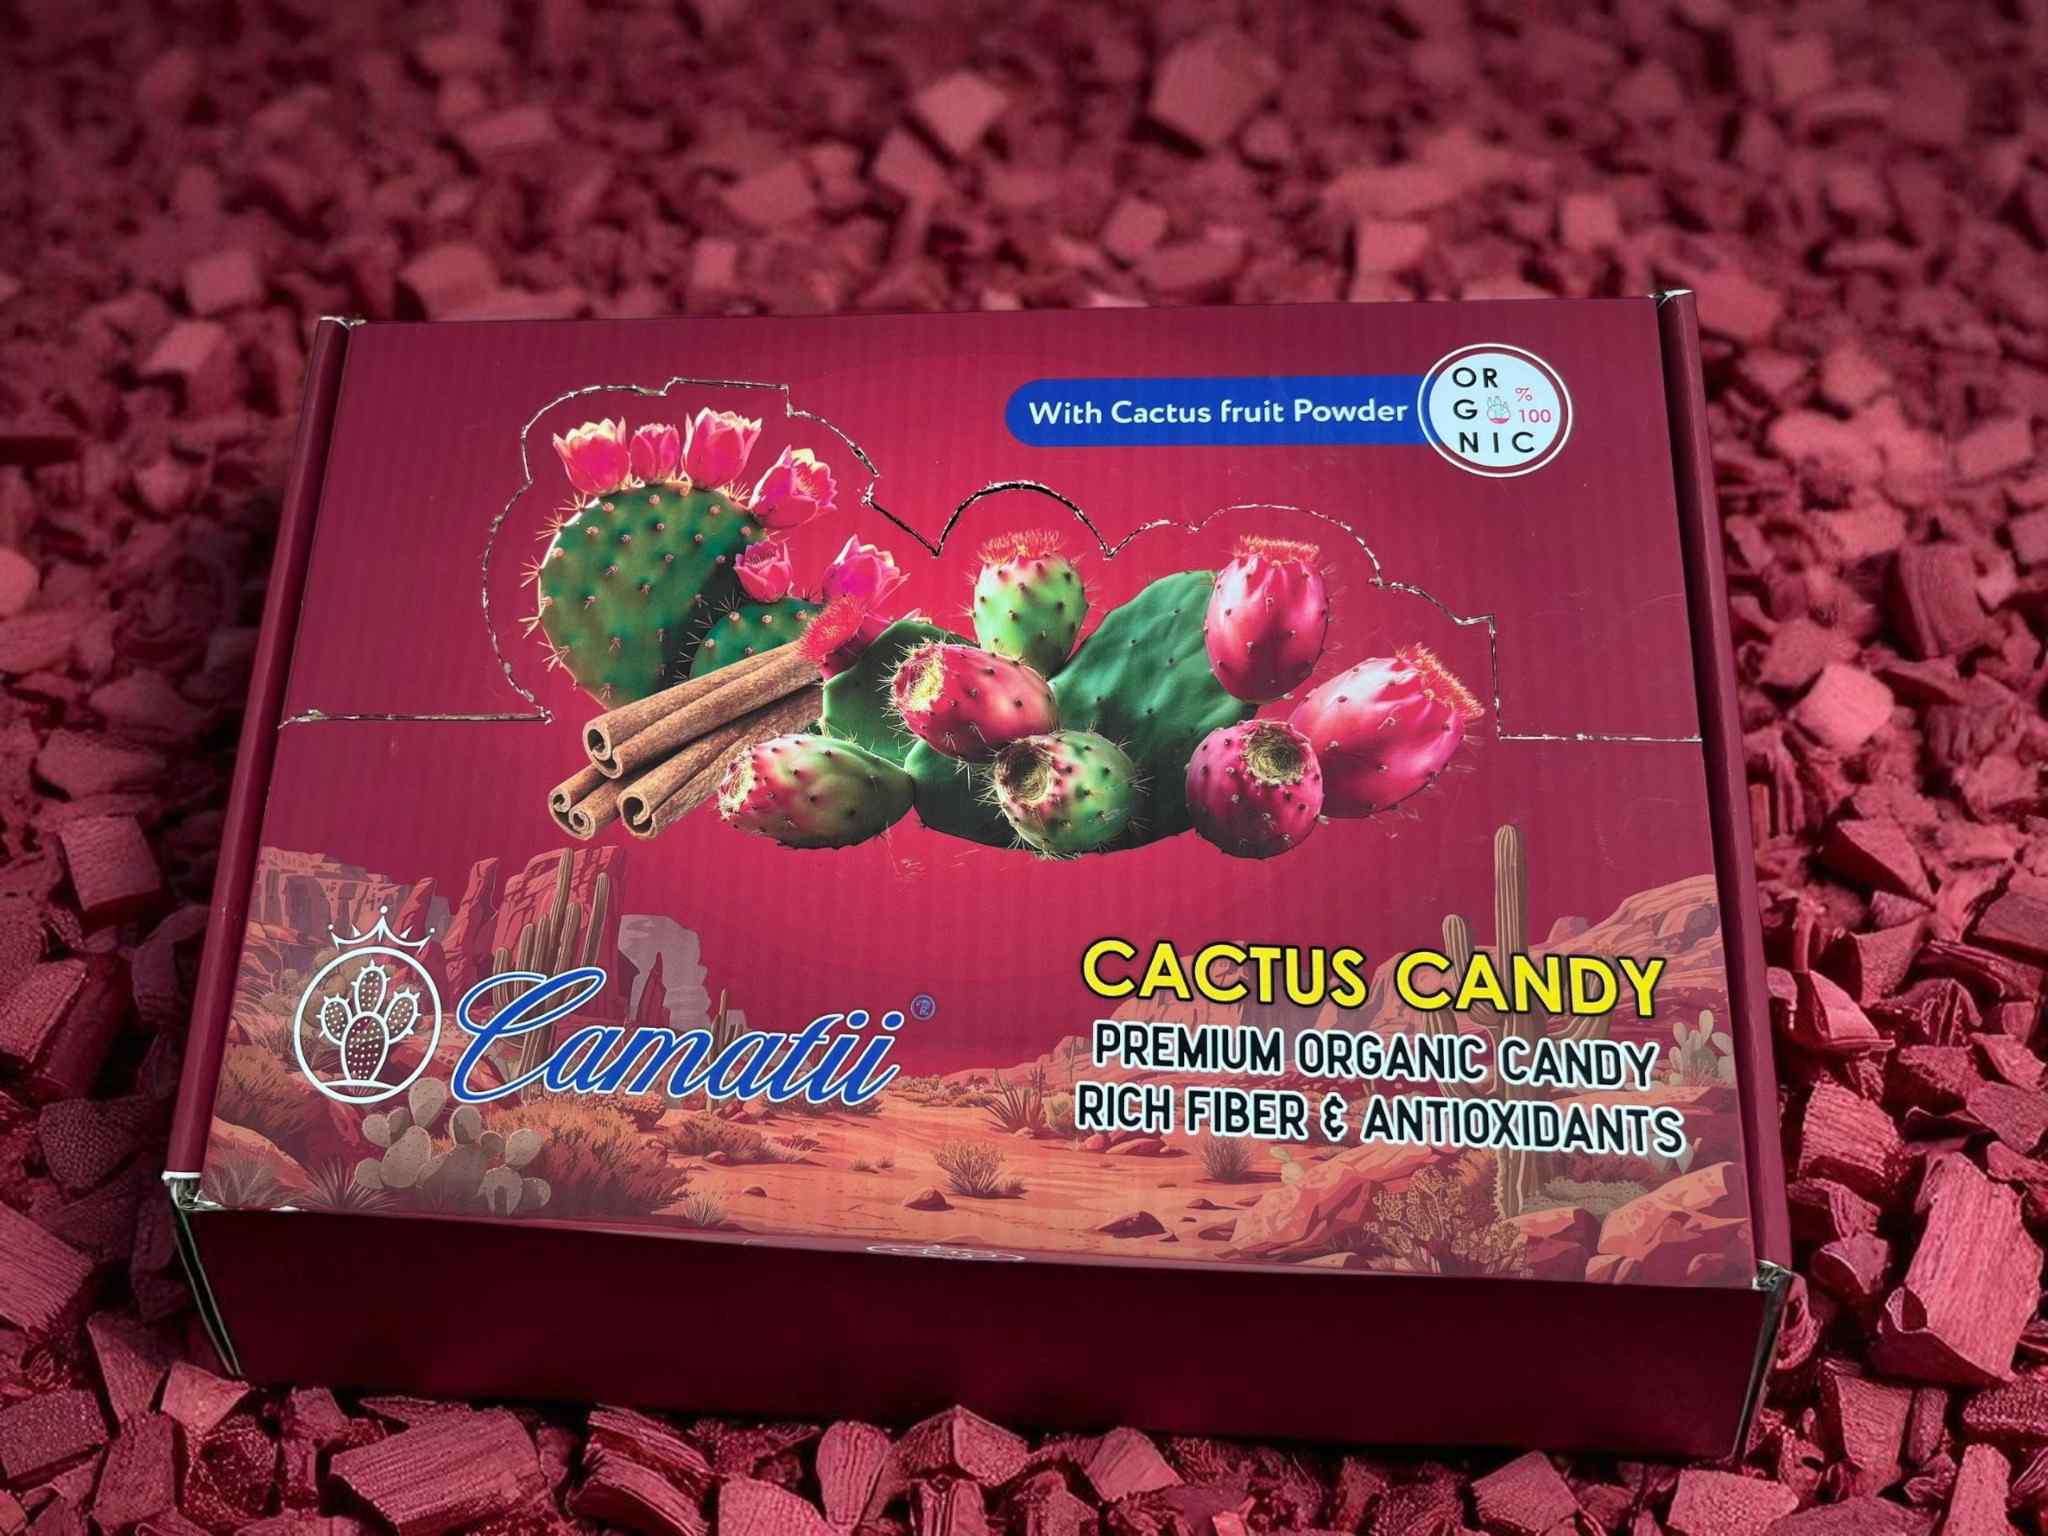 With Cactus fruit Powder
OR
G % 100
NIC
Camatii
CACTUS CANDY
PREMIUM ORGANIC CANDY
RICH FIBER & ANTIOXIDANTS